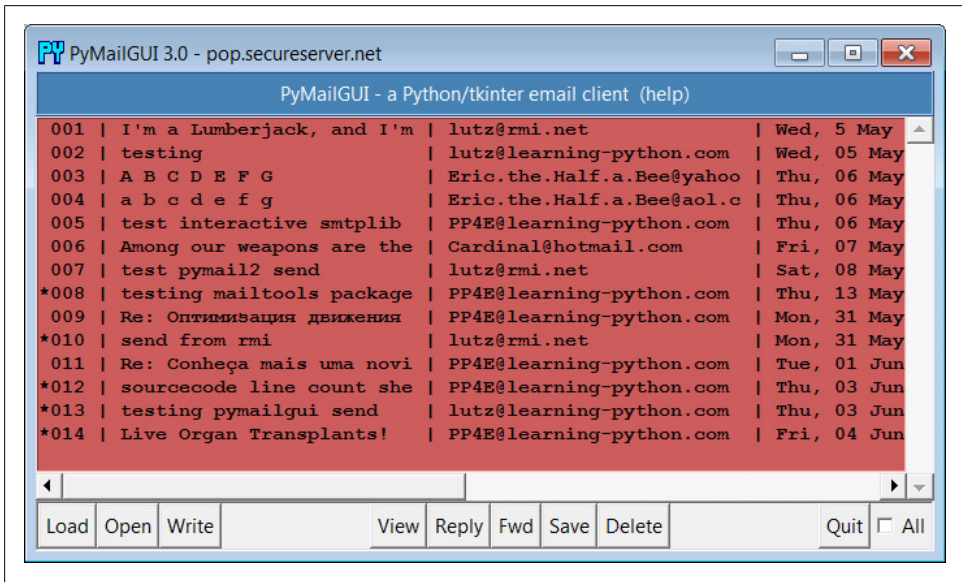 PY PyMailGUI 3.0 - pop.secureserver.net
PyMailGUI - a Python/tkinter email client (help)
001 | I'm a Lumberjack, and I'm | lutz@rmi.net | Wed, 5 May
002 | testing | lutz@learning-python.com | Wed, 05 May
003 | A B C D E F G | Eric.the.Half.a.Bee@yahoo | Thu, 06 May
004 | a b c d e f g | Eric.the.Half.a.Bee@aol.c | Thu, 06 May
005 | test interactive smtplib | PP4E@learning-python.com | Thu, 06 May
006 | Among our weapons are the | Cardinal@hotmail.com | Fri, 07 May
007 | test pymail2 send | lutz@rmi.net | Sat, 08 May
*008 | testing mailtools package | PP4E@learning-python.com | Thu, 13 May
009 | Re: Оптимизация движения | PP4E@learning-python.com | Mon, 31 May
*010 | send from rmi | lutz@rmi.net | Mon, 31 May
011 | Re: Conheça mais uma novi | PP4E@learning-python.com | Tue, 01 Jun
*012 | sourcecode line count she | PP4E@learning-python.com | Thu, 03 Jun
*013 | testing pymailgui send | lutz@learning-python.com | Thu, 03 Jun
*014 | Live Organ Transplants! | PP4E@learning-python.com | Fri, 04 Jun
Load Open Write View Reply Fwd Save Delete Quit All